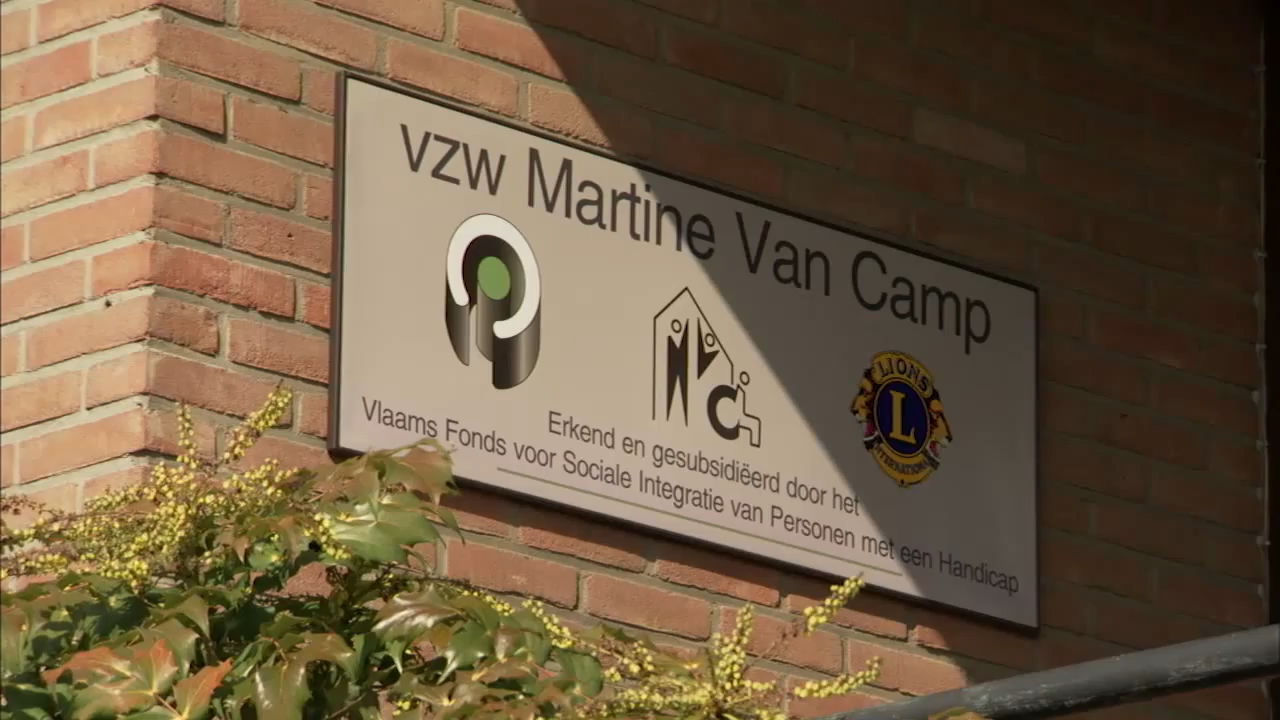 vzw Martine Van Camp
LIONS
L
INTERNATIONAL
Erkend en gesubsidiëerd door het
Vlaams Fonds voor Sociale Integratie van Personen met een Handicap